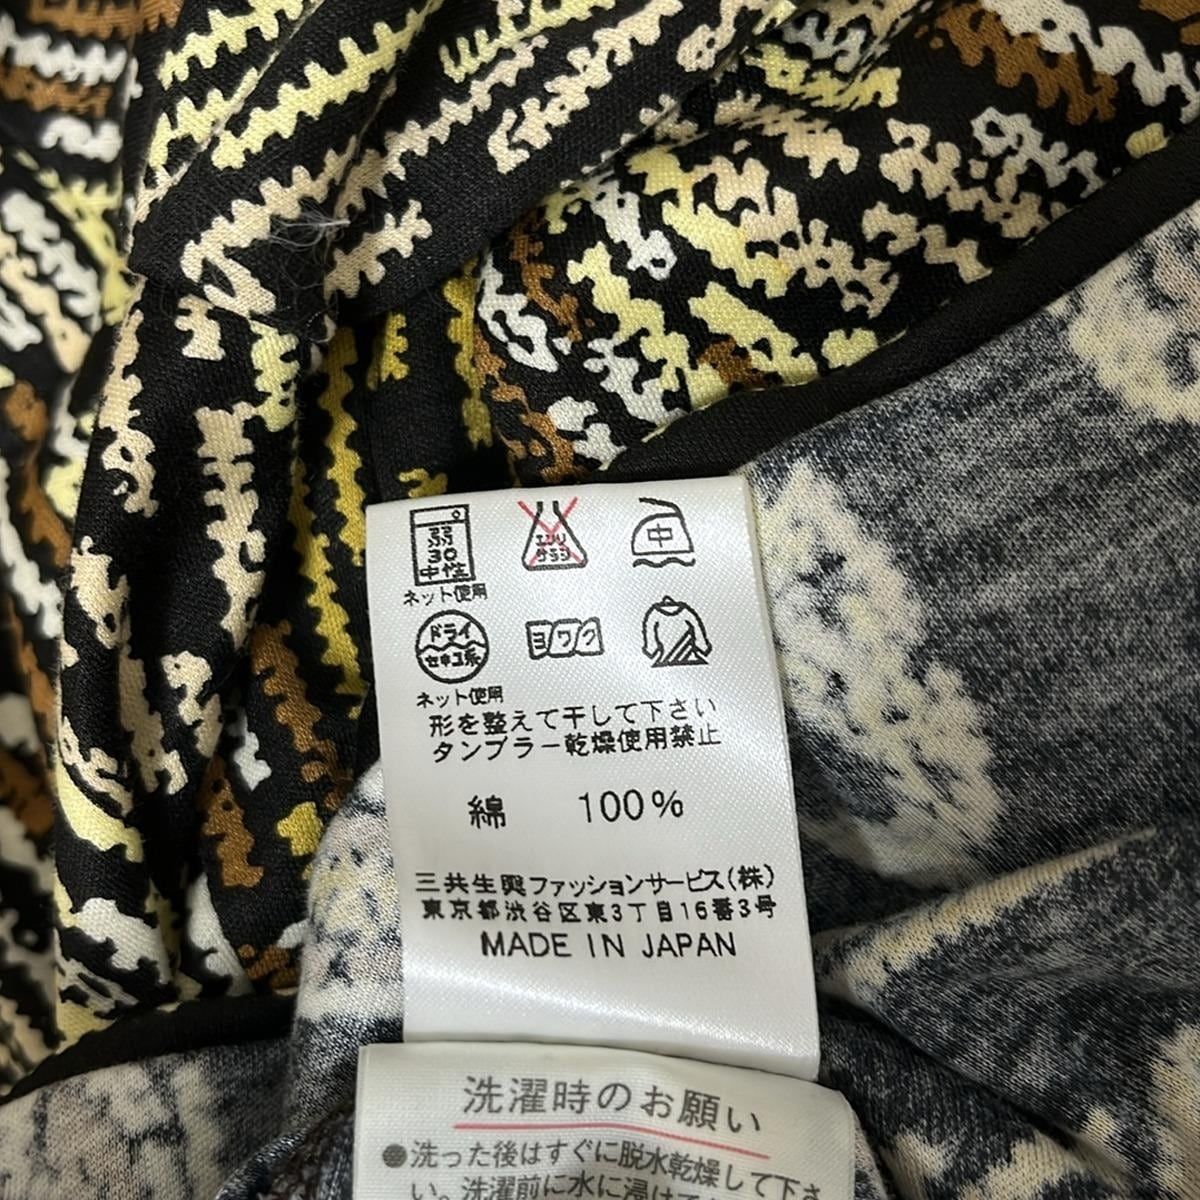 弱
30
中性
ネット使用
エンソ
サラシ
中
ドライ
セキユ系
ネット使用
ヨワク
形を整えて干して下さい
タンブラー乾燥使用禁止
綿 100%
三共生興ファッションサービス(株)
東京都渋谷区東3丁目16番3号
MADE IN JAPAN
洗濯時のお願い
●洗った後はすぐに脱水乾燥して下さ
い。洗濯前に水に浸けて